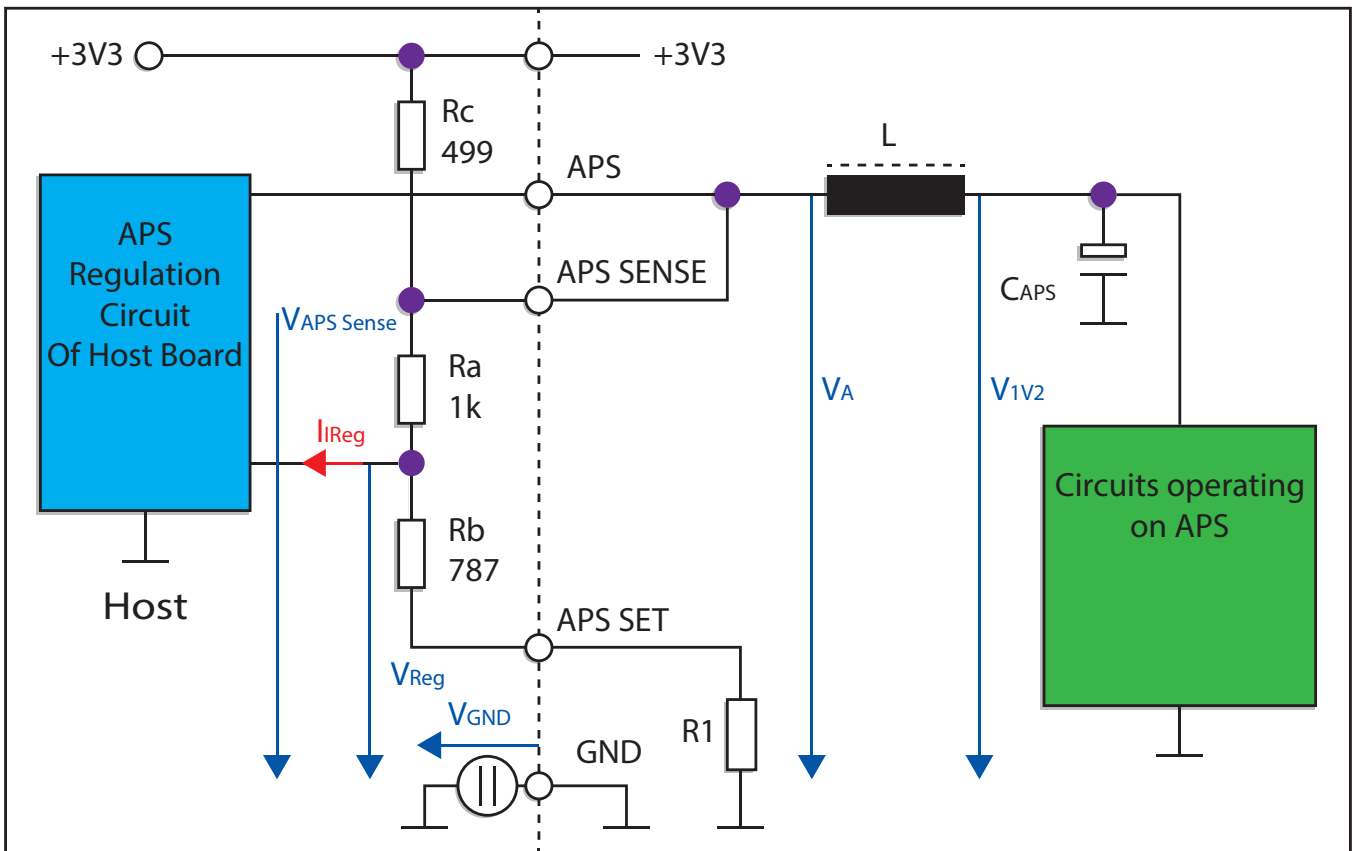 +3V3
+3V3
Rc
499
APS
L
APS
Regulation
Circuit
Of Host Board
APS SENSE
CAPS
VAPS Sense
Ra
1k
VA
V1V2
IIReg
Circuits operating
on APS
Rb
787
Host
APS SET
VReg
VGND
GND
R1